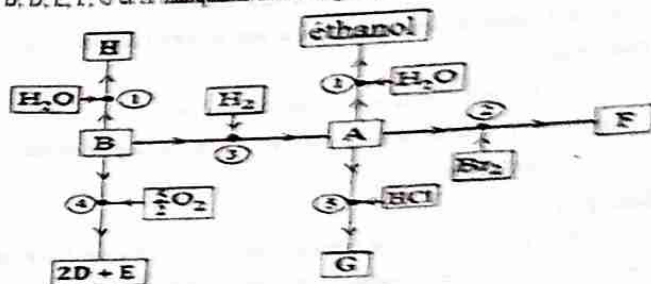 B, D, E, F, G
H
éthanol
H₂O
1
H₂
1
H₂O
2
B
3
A
F
Br₂
4
5/2 O₂
5
HCl
2D + E
G